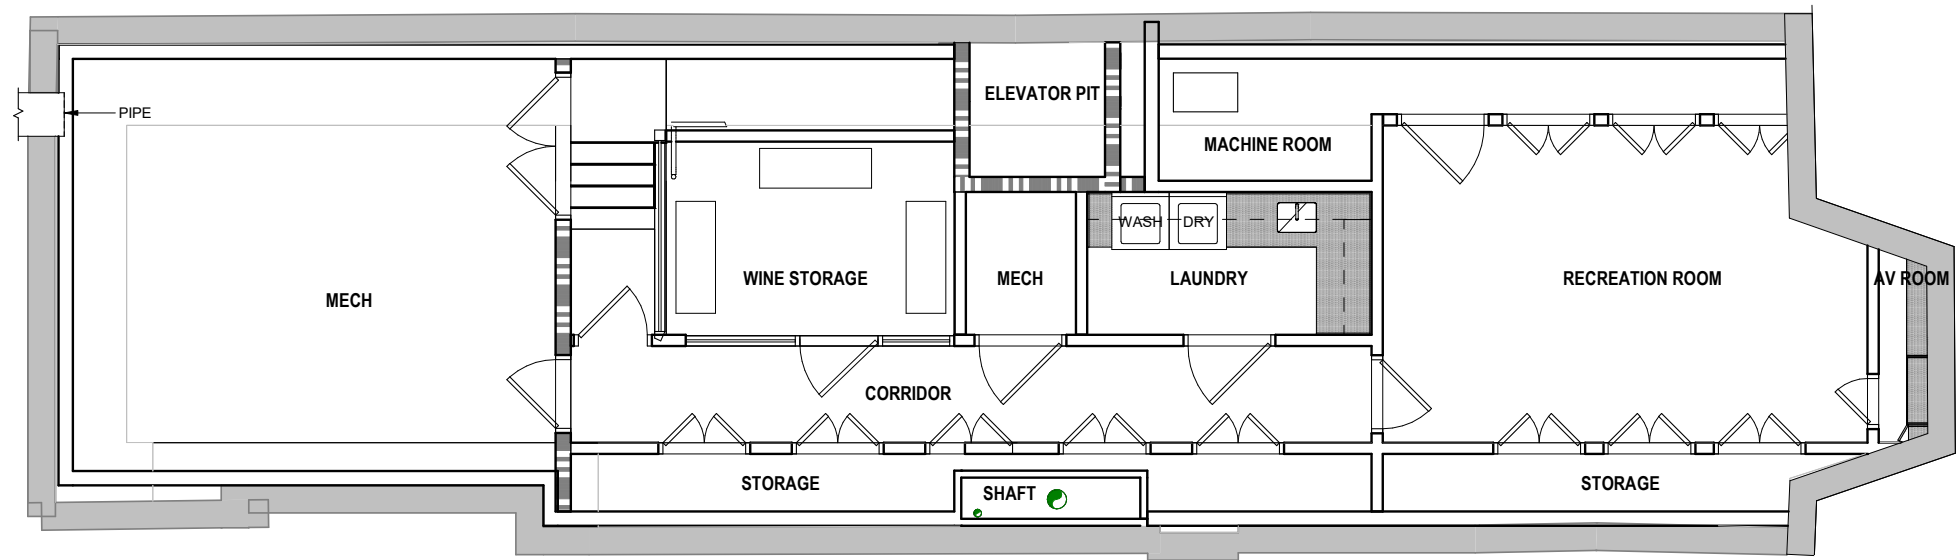 ELEVATOR PIT
PIPE
MACHINE ROOM
WASH
DRY
MECH
WINE STORAGE
MECH
LAUNDRY
RECREATION ROOM
AV ROOM
CORRIDOR
STORAGE
SHAFT
STORAGE